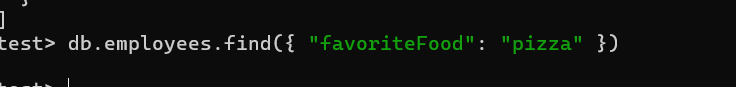 ]
test> db.employees.find({ "favoriteFood": "pizza" })
test>